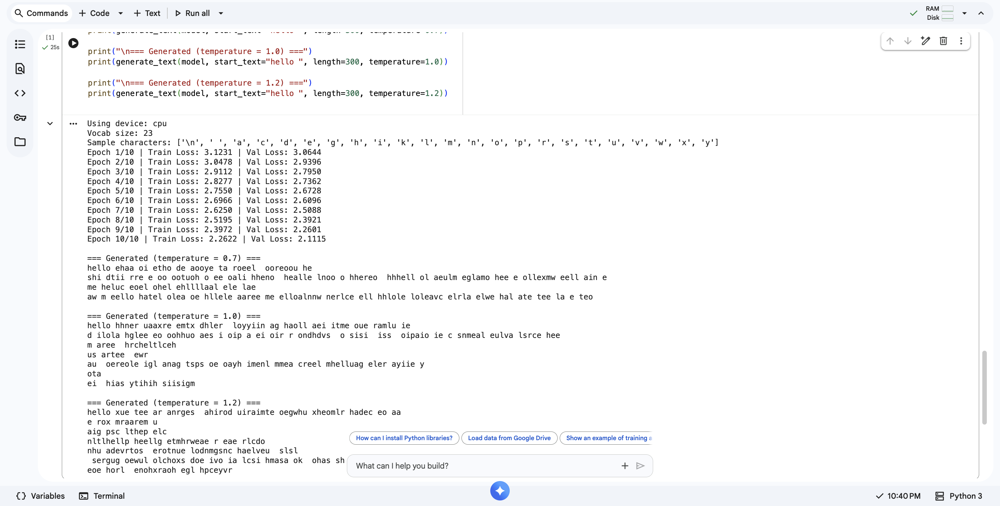 Commands
+ Code
+ Text
Run all
RAM
Disk
[1]
25s
print(generate_text(model, start_text="hello ", length=300, temperature=0.7))
print("\n=== Generated (temperature = 1.0) ===")
print(generate_text(model, start_text="hello ", length=300, temperature=1.0))
print("\n=== Generated (temperature = 1.2) ===")
print(generate_text(model, start_text="hello ", length=300, temperature=1.2))
Using device: cpu
Vocab size: 23
Sample characters: ['\n', ' ', 'a', 'c', 'd', 'e', 'g', 'h', 'i', 'k', 'l', 'm', 'n', 'o', 'p', 'r', 's', 't', 'u', 'v', 'w', 'x', 'y']
Epoch 1/10 | Train Loss: 3.1231 | Val Loss: 3.0644
Epoch 2/10 | Train Loss: 3.0478 | Val Loss: 2.9396
Epoch 3/10 | Train Loss: 2.9112 | Val Loss: 2.7950
Epoch 4/10 | Train Loss: 2.8277 | Val Loss: 2.7362
Epoch 5/10 | Train Loss: 2.7550 | Val Loss: 2.6728
Epoch 6/10 | Train Loss: 2.6966 | Val Loss: 2.6096
Epoch 7/10 | Train Loss: 2.6250 | Val Loss: 2.5088
Epoch 8/10 | Train Loss: 2.5195 | Val Loss: 2.3921
Epoch 9/10 | Train Loss: 2.3972 | Val Loss: 2.2601
Epoch 10/10 | Train Loss: 2.2622 | Val Loss: 2.1115
=== Generated (temperature = 0.7) ===
hello ehaa oi etho de aooye ta roeel  ooreoou he
shi dtii rre e oo ootuoh o ee oali hheno  healle lnoo o hhereo  hhhell ol aeulm eglamo hee e ollexmw eell ain e
me heluc eoel ohel ehllllaal ele lae
aw m eello hatel olea oe hllele aaree me elloalnnw nerlce ell hhlole loleavc elrla elwe hal ate tee la e teo
=== Generated (temperature = 1.0) ===
hello hhner uaaxre emtx dhler  loyyiin ag haoll aei itme oue ramlu ie
d ilola hglee eo oohhuo aes i oip a ei oir r ondhdvs  o sisi  iss  oipaio ie c snmeal eulva lsrce hee
m aree  hrcheltlceh
us artee  ewr
au  oereole igl anag tsps oe oayh imenl mmea creel mhelluag eler ayiie y
ota
ei  hias ytihih siisigm
=== Generated (temperature = 1.2) ===
hello xue tee ar anrges  ahirod uiraimte oegwhu xheomlr hadec eo aa
e rox mraarem u
aig psc lthep elc
nltlhellp heellg etmhrweae r eae rlcdo
nhu adevrtos  erotnue lodnmgsnc haelveu  slsl
 sergug oewul olchoxs doe ivo ia lcsi hmasa ok  ohas sh
eoe horl  enohxraoh egl hpceyvr
How can I install Python libraries?
Load data from Google Drive
Show an example of training a
What can I help you build?
Variables
Terminal
10:40 PM
Python 3